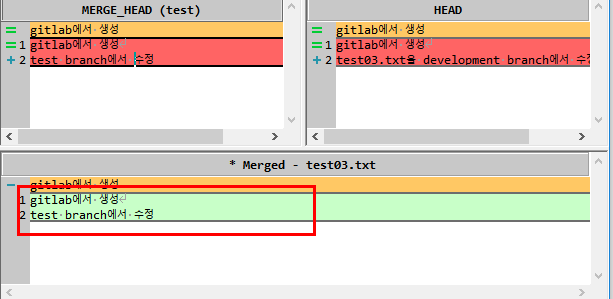 MERGE_HEAD (test)
gitlab에서 생성
1 gitlab에서 생성
2 test branch에서 수정
HEAD
gitlab에서 생성
1 gitlab에서 생성
2 test03.txt을 development branch에서 수정
* Merged - test03.txt
gitlab에서 생성
1 gitlab에서 생성
2 test branch에서 수정